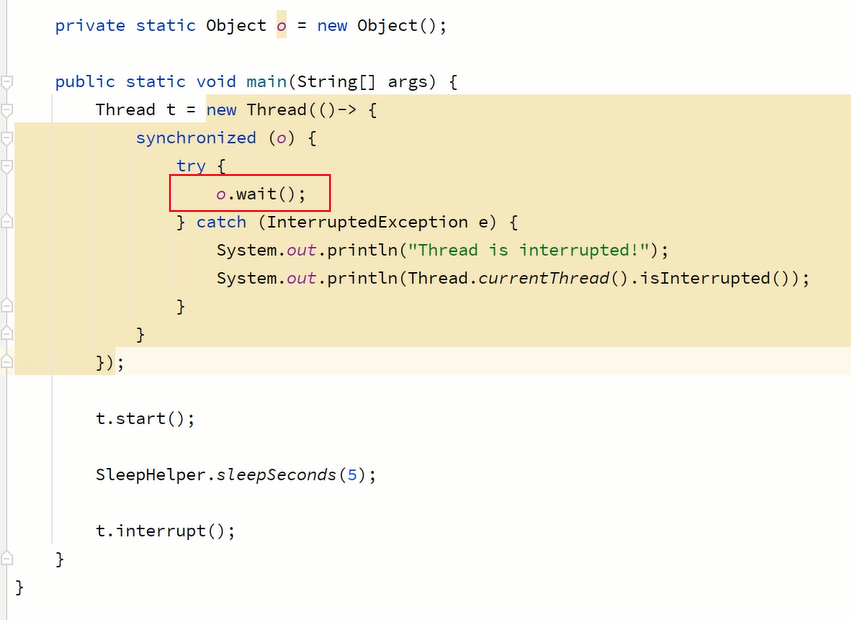 private static Object o = new Object();
public static void main(String[] args) {
Thread t = new Thread(()-> {
synchronized (o) {
try {
o.wait();
} catch (InterruptedException e) {
System.out.println("Thread is interrupted!");
System.out.println(Thread.currentThread().isInterrupted());
}
}
});
t.start();
SleepHelper.sleepSeconds(5);
t.interrupt();
}
}